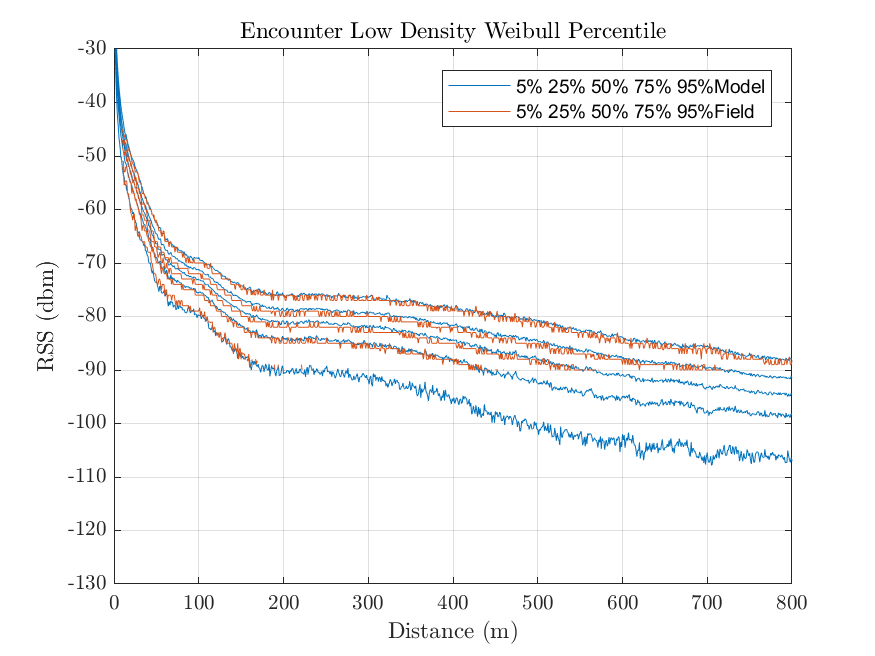 Encounter Low Density Weibull Percentile
5% 25% 50% 75% 95%Model
5% 25% 50% 75% 95%Field
RSS (dbm)
-30
-40
-50
-60
-70
-80
-90
-100
-110
-120
-130
0 100 200 300 400 500 600 700 800
Distance (m)